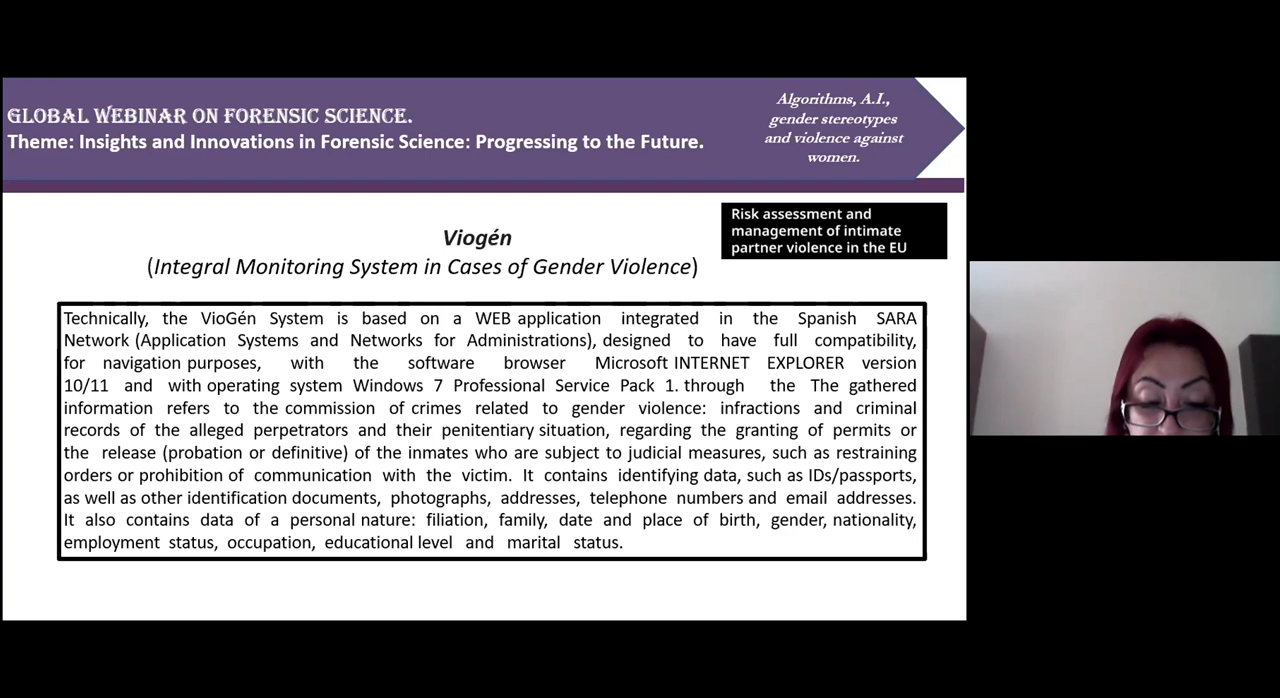 GLOBAL WEBINAR ON FORENSIC SCIENCE.
Theme: Insights and Innovations in Forensic Science: Progressing to the Future.
Algorithms, A.I.,
gender stereotypes
and violence against
women.
Risk assessment and
management of intimate
partner violence in the EU
Viogén
(Integral Monitoring System in Cases of Gender Violence)
Technically, the VioGén System is based on a WEB application integrated in the Spanish SARA
Network (Application Systems and Networks for Administrations), designed to have full compatibility,
for navigation purposes, with the software browser Microsoft INTERNET EXPLORER version
10/11 and with operating system Windows 7 Professional Service Pack 1. through the The gathered
information refers to the commission of crimes related to gender violence: infractions and criminal
records of the alleged perpetrators and their penitentiary situation, regarding the granting of permits or
the release (probation or definitive) of the inmates who are subject to judicial measures, such as restraining
orders or prohibition of communication with the victim. It contains identifying data, such as IDs/passports,
as well as other identification documents, photographs, addresses, telephone numbers and email addresses.
It also contains data of a personal nature: filiation, family, date and place of birth, gender, nationality,
employment status, occupation, educational level and marital status.